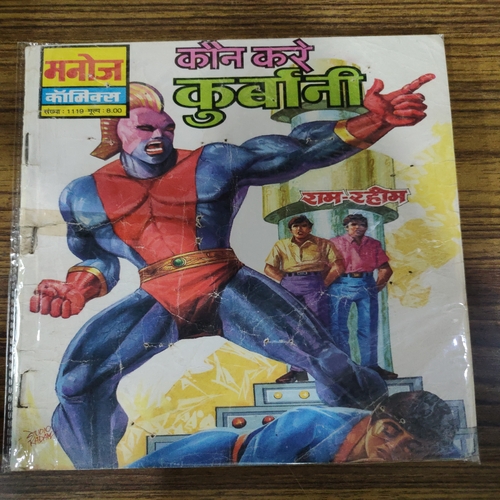 मनोज
कॉमिक्स
संख्या : 1119 मूल्य : 8.00
कौन करे
कुर्बानी
राम-रहीम